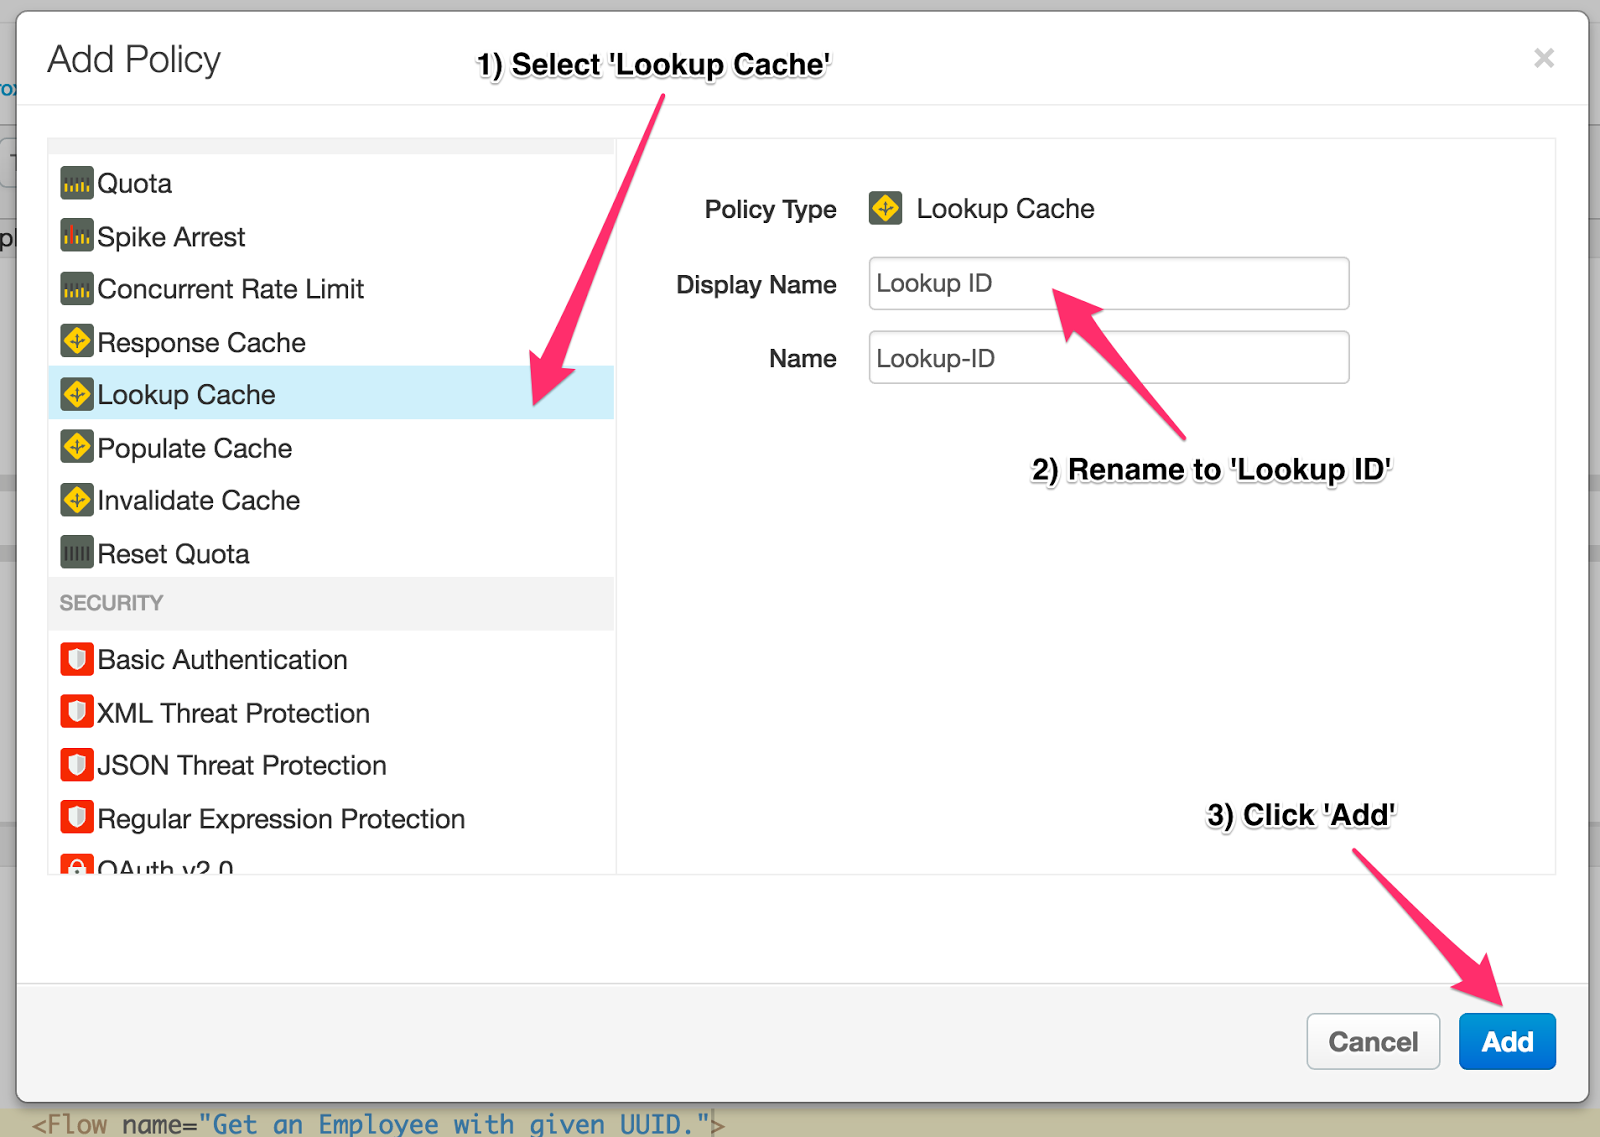 Add Policy
1) Select 'Lookup Cache'
×
Quota
Spike Arrest
Concurrent Rate Limit
Response Cache
Lookup Cache
Populate Cache
Invalidate Cache
Reset Quota
SECURITY
Basic Authentication
XML Threat Protection
JSON Threat Protection
Regular Expression Protection
OAuth v2.0
Policy Type Lookup Cache
Display Name Lookup ID
Name Lookup-ID
2) Rename to 'Lookup ID'
3) Click 'Add'
Cancel Add
<Flow name="Get an Employee with given UUID.">